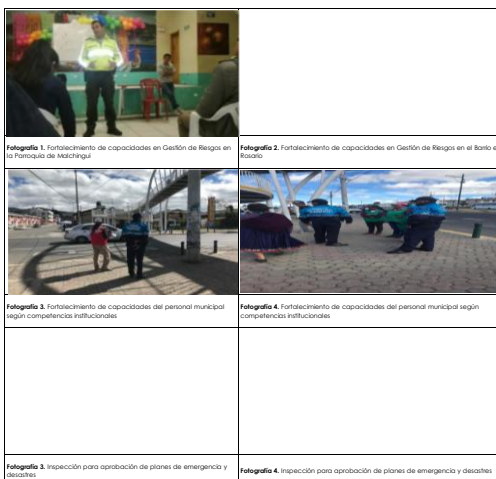 Fotografía 1. Fortalecimiento de capacidades en Gestión de Riesgos en
la Parroquia de Malchinguí
Fotografía 2. Fortalecimiento de capacidades en Gestión de Riesgos en el Barrio e
Rosario
Fotografía 3. Fortalecimiento de capacidades del personal municipal
según competencias institucionales
Fotografía 4. Fortalecimiento de capacidades del personal municipal según
competencias institucionales
Fotografía 3. Inspección para aprobación de planes de emergencia y
desastres
Fotografía 4. Inspección para aprobación de planes de emergencia y desastres